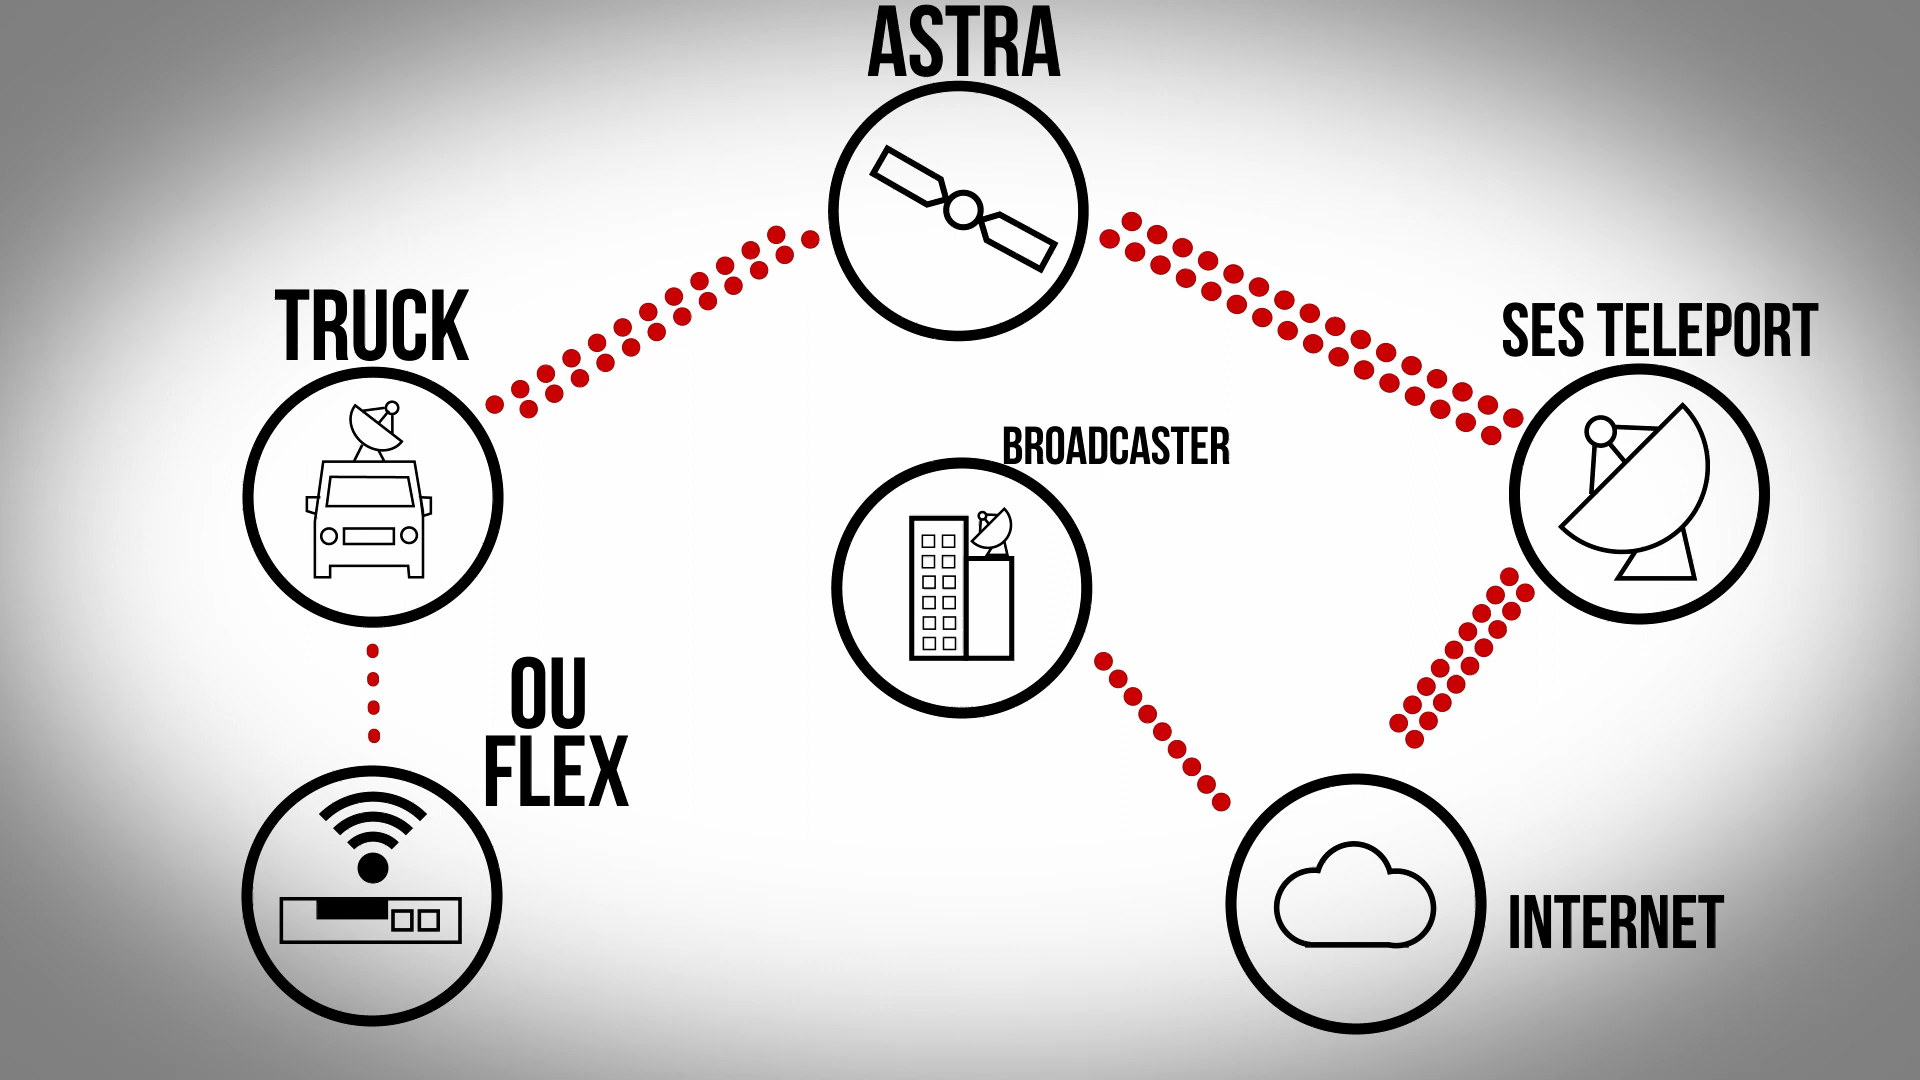 ASTRA
TRUCK
SES TELEPORT
BROADCASTER
OU
FLEX
INTERNET